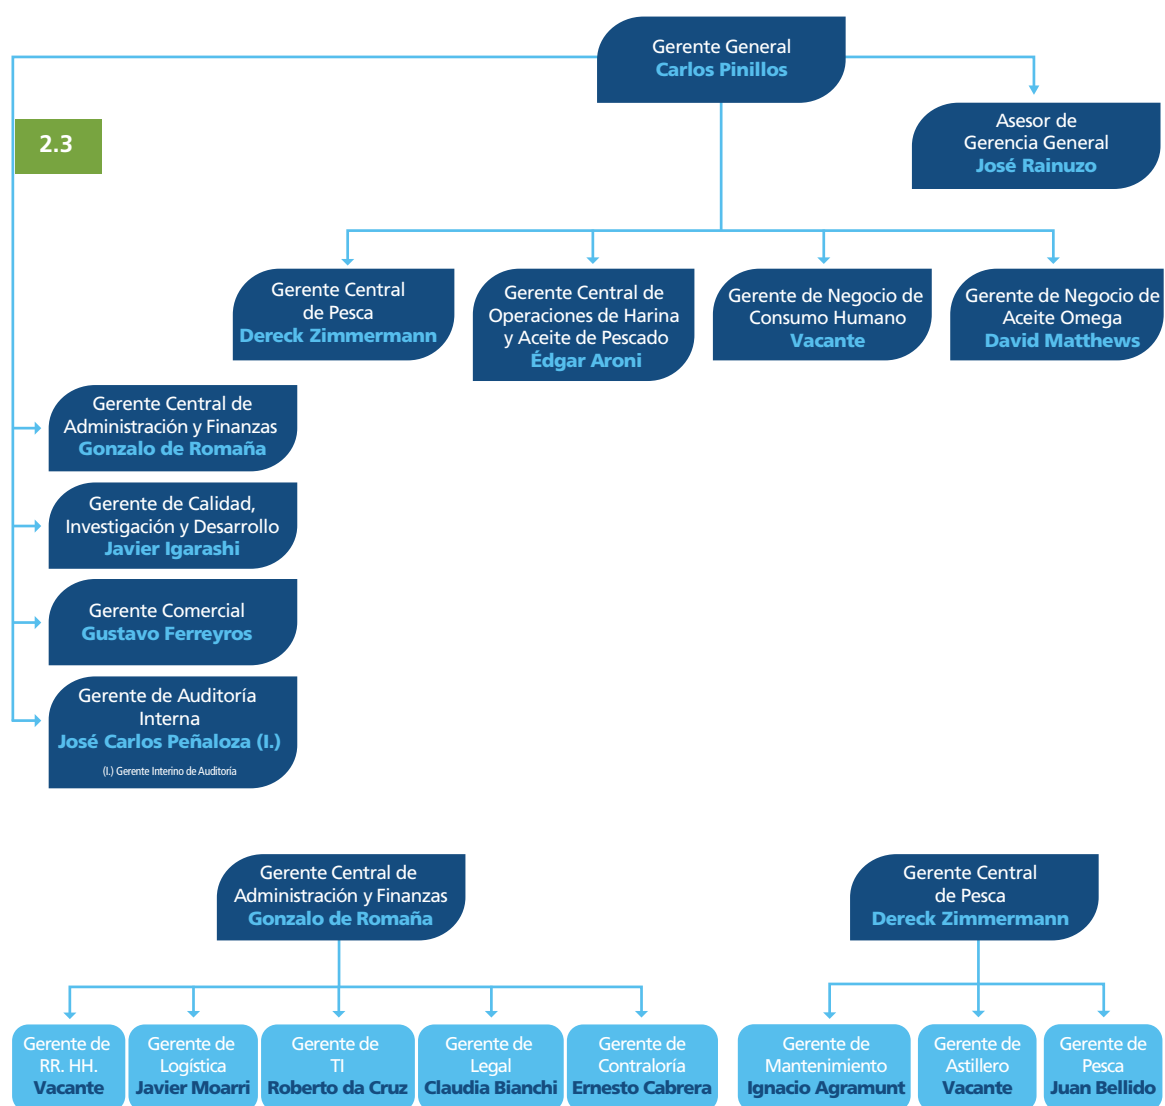 Gerente General
Carlos Pinillos
Asesor de
Gerencia General
José Rainuzo
2.3
Gerente Central
de Pesca
Dereck Zimmermann
Gerente Central de
Operaciones de Harina
y Aceite de Pescado
Édgar Aroni
Gerente de Negocio de
Consumo Humano
Vacante
Gerente de Negocio de
Aceite Omega
David Matthews
Gerente Central de
Administración y Finanzas
Gonzalo de Romaña
Gerente de Calidad,
Investigación y Desarrollo
Javier Igarashi
Gerente Comercial
Gustavo Ferreyros
Gerente de Auditoría
Interna
José Carlos Peñaloza (I.)
(I.) Gerente Interino de Auditoría
Gerente Central de
Administración y Finanzas
Gonzalo de Romaña
Gerente Central
de Pesca
Dereck Zimmermann
Gerente de
RR. HH.
Vacante
Gerente de
Logística
Javier Moarri
Gerente de
TI
Roberto da Cruz
Gerente de
Legal
Claudia Bianchi
Gerente de
Contraloría
Ernesto Cabrera
Gerente de
Mantenimiento
Ignacio Agramunt
Gerente de
Astillero
Vacante
Gerente de
Pesca
Juan Bellido